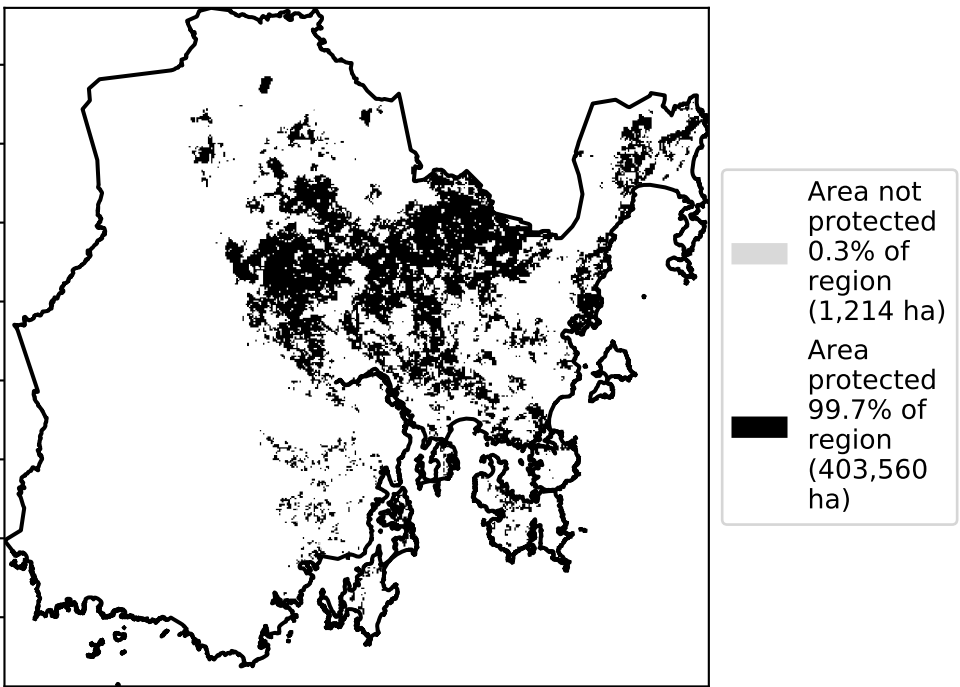 Area not
protected
0.3% of
region
(1,214 ha)
Area
protected
99.7% of
region
(403,560
ha)